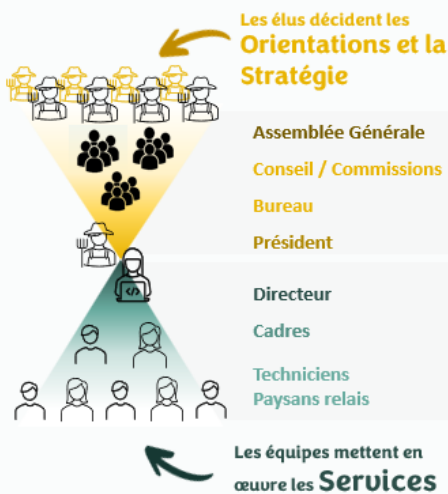 Les élus décident les
Orientations et la
Stratégie
Assemblée Générale
Conseil / Commissions
Bureau
Président
Directeur
Cadres
Techniciens
Paysans relais
Les équipes mettent en
œuvre les Services